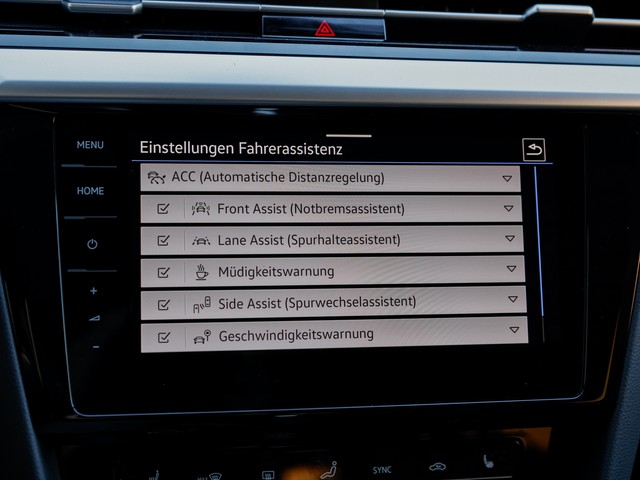 MENU
Einstellungen Fahrerassistenz
ACC (Automatische Distanzregelung)
HOME
Front Assist (Notbremsassistent)
Lane Assist (Spurhalteassistent)
Müdigkeitswarnung
+
Side Assist (Spurwechselassistent)
Geschwindigkeitswarnung
-
SYNC